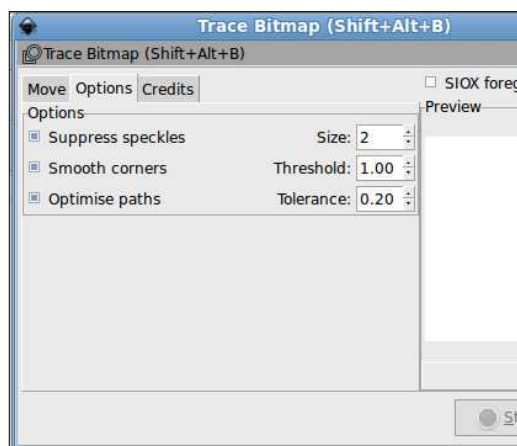 Trace Bitmap (Shift+Alt+B)
Trace Bitmap (Shift+Alt+B)
Move Options Credits
SIOX foreg
Options
Preview
Suppress speckles Size: 2
Smooth corners Threshold: 1.00
Optimise paths Tolerance: 0.20
St